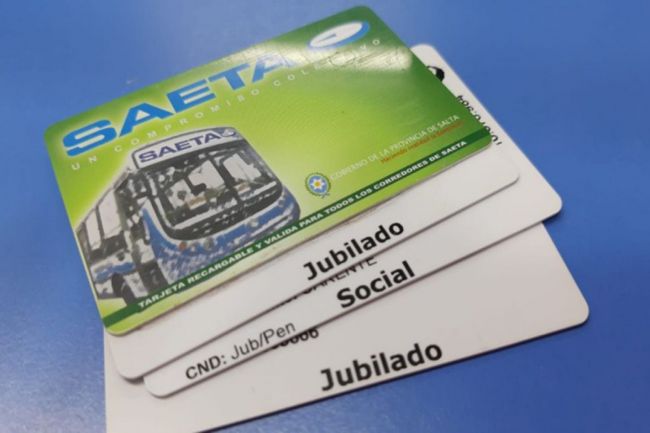 SAETA
UN COMPROMISO COLECTIVO
SAETA
GOBIERNO DE LA PROVINCIA DE SALTA
TARJETA RECARGABLE Y VALIDA PARA TODOS LOS CORREDORES DE SAETA
Jubilado
Social
CND: Jub/Pen
Jubilado